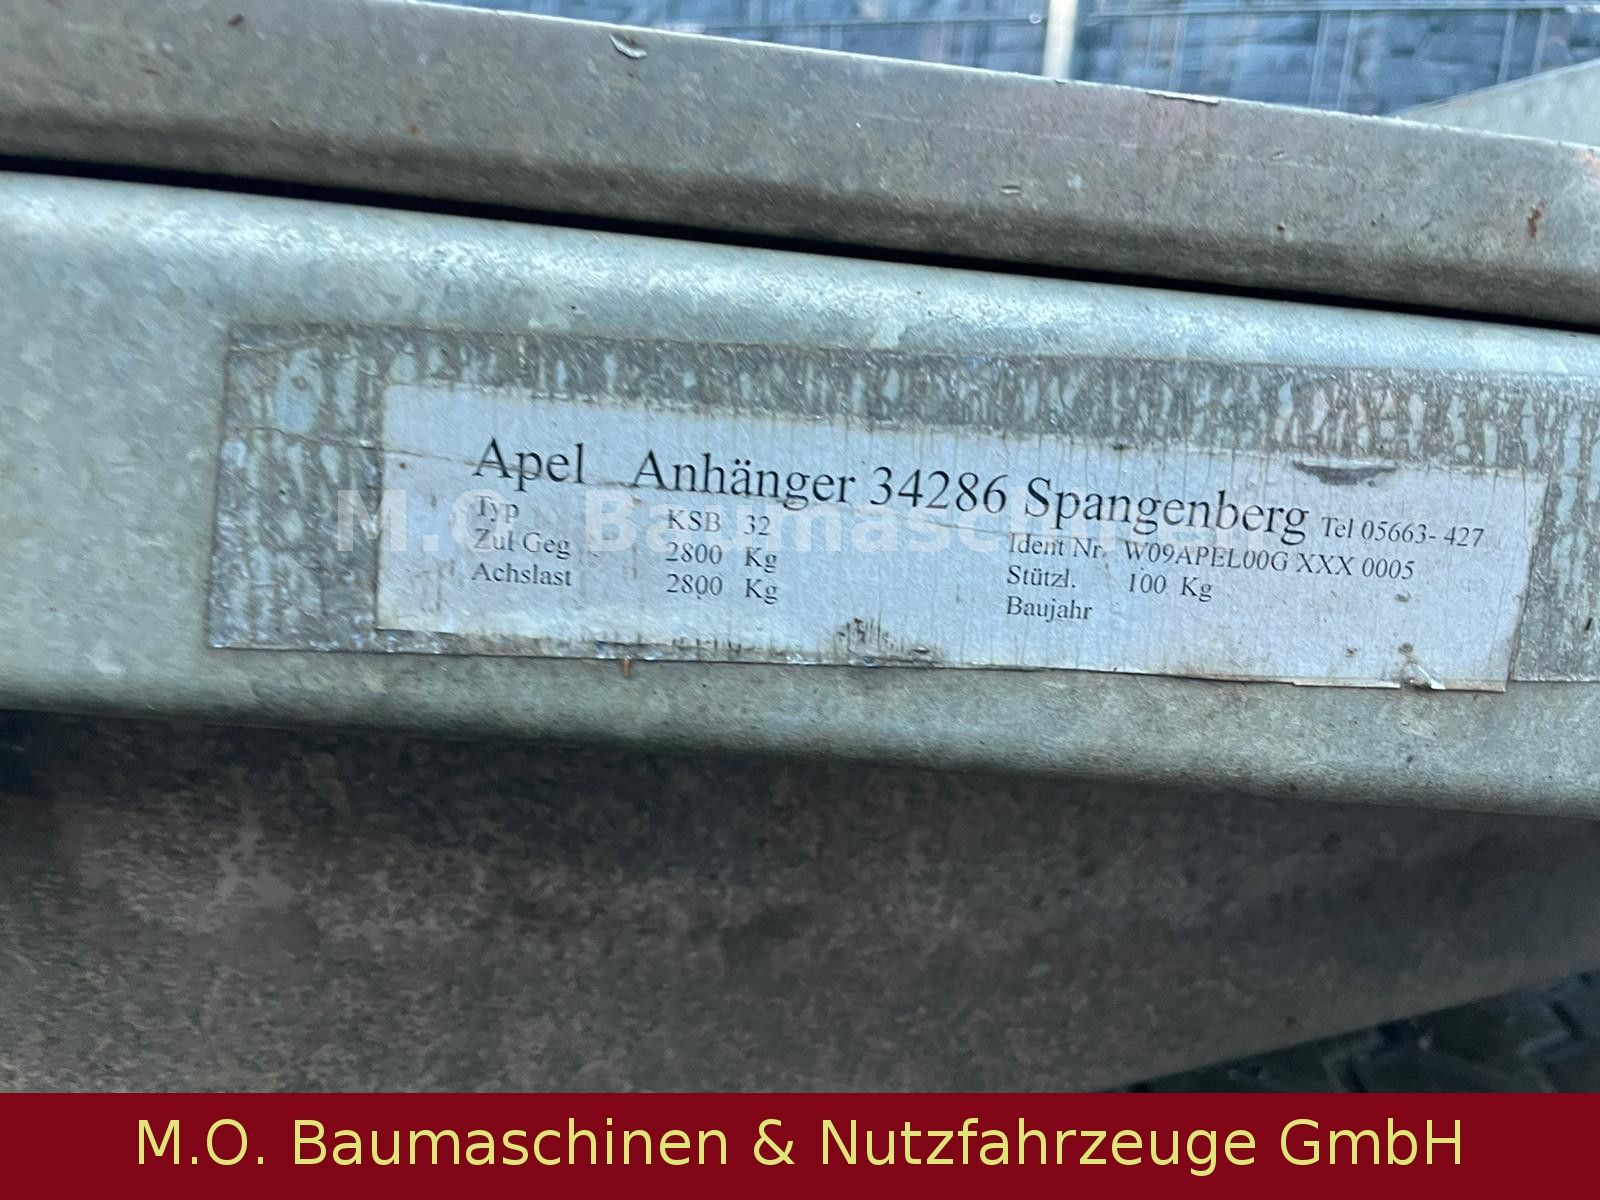 Apel Anhänger 34286 Spangenberg Tel 05663- 427
Typ KSB 32 Ident Nr. W09APEL00G XXX 0005
Zul Geg 2800 Kg Stützl. 100 Kg
Achslast 2800 Kg Baujahr
M.O. Baumaschinen
M.O. Baumaschinen & Nutzfahrzeuge GmbH